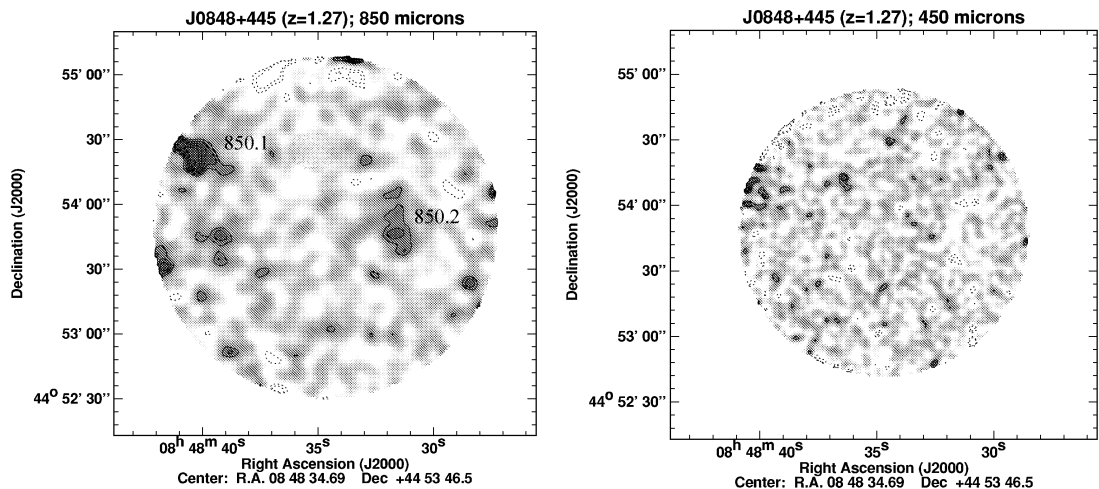 J0848+445 (z=1.27); 850 microns
55' 00"
30"
54' 00"
30"
53' 00"
44° 52' 30"
Declination (J2000)
850.1
850.2
08ʰ 48ᵐ 40ˢ
35ˢ
30ˢ
Right Ascension (J2000)
Center: R.A. 08 48 34.69 Dec +44 53 46.5
J0848+445 (z=1.27); 450 microns
55' 00"
30"
54' 00"
30"
53' 00"
44° 52' 30"
Declination (J2000)
08ʰ 48ᵐ 40ˢ
35ˢ
30ˢ
Right Ascension (J2000)
Center: R.A. 08 48 34.69 Dec +44 53 46.5